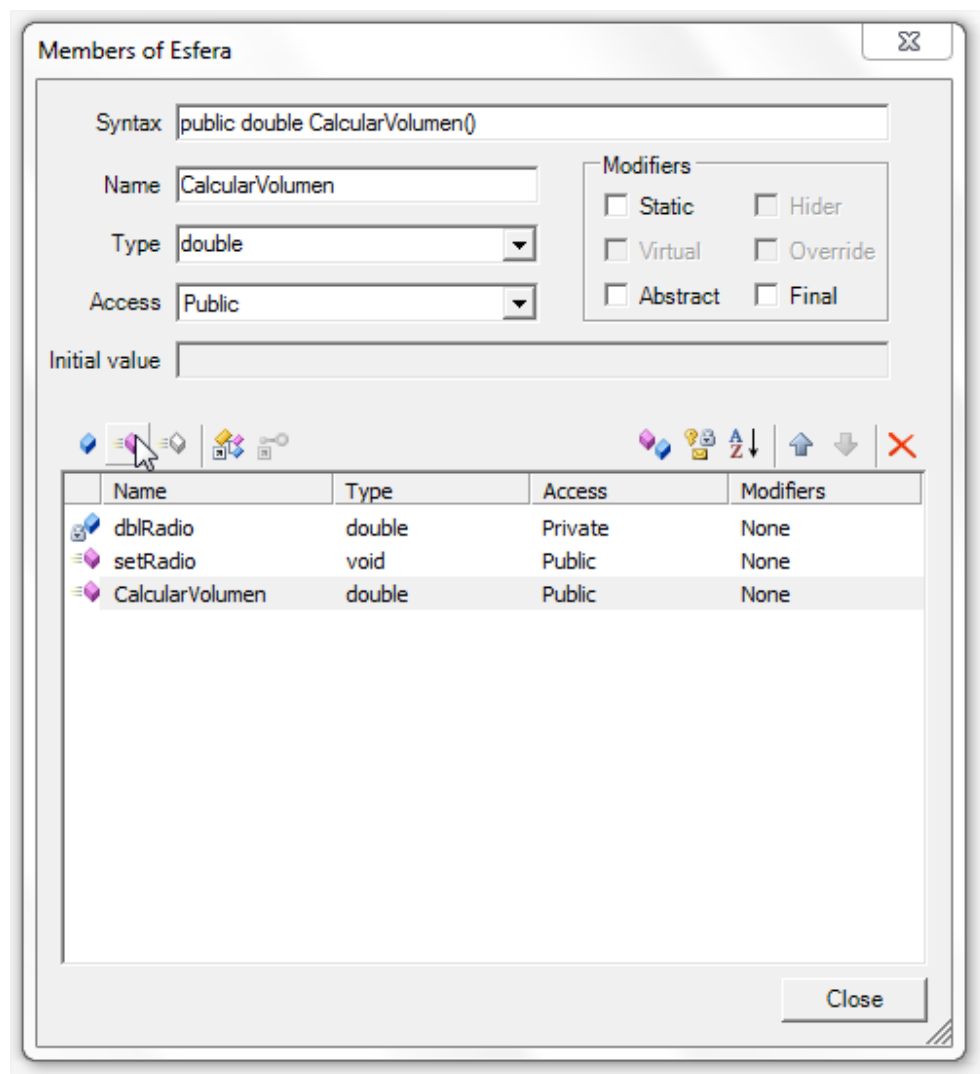 Members of Esfera
Syntax public double CalcularVolumen()
Name CalcularVolumen
Type double
Access Public
Initial value
Modifiers
Static Hider
Virtual Override
Abstract Final
Name Type Access Modifiers
dblRadio double Private None
setRadio void Public None
CalcularVolumen double Public None
Close